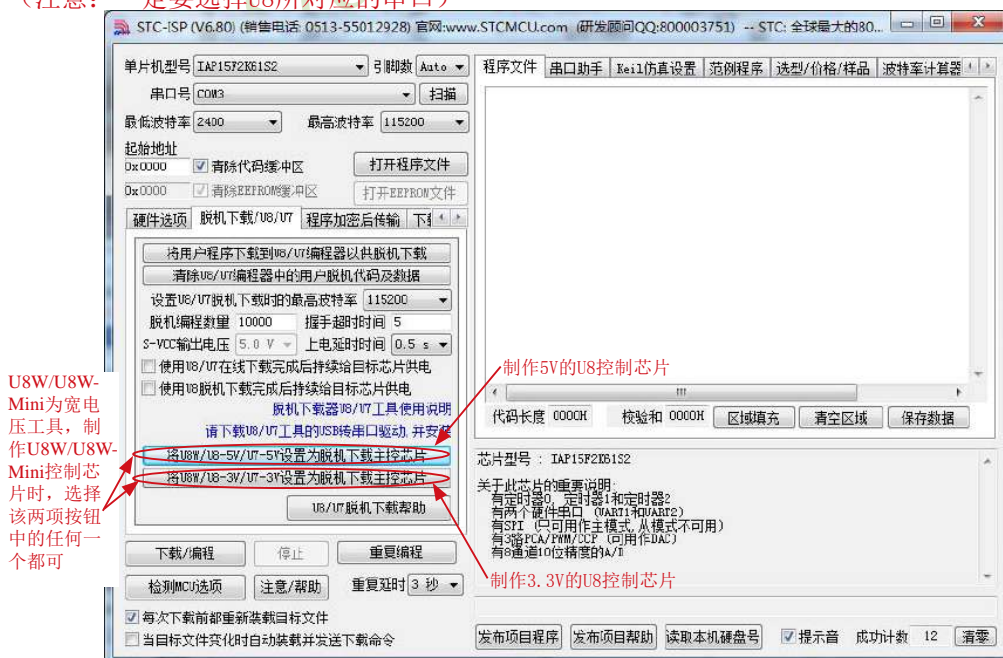 （注意：一定要选择U8所对应的串口）
STC-ISP (V6.80) (销售电话: 0513-55012928) 官网:www.STCMCU.com (研发顾问QQ:800003751) -- STC: 全球最大的80...
单片机型号 IAP15F2K61S2 引脚数 Auto
串口号 COM3 扫描
最低波特率 2400 最高波特率 115200
起始地址
0x0000 清除代码缓冲区 打开程序文件
0x0000 清除EEPROM缓冲区 打开EEPROM文件
硬件选项 脱机下载/U8/U7 程序加密后传输
将用户程序下载到U8/U7编程器以供脱机下载
清除U8/U7编程器中的用户脱机代码及数据
设置U8/U7脱机下载时的最高波特率 115200
脱机编程数量 10000 握手超时时间 5
S-VCC输出电压 5.0 V 上电延时时间 0.5 s
使用U8/U7在线下载完成后持续给目标芯片供电
使用U8脱机下载完成后持续给目标芯片供电
脱机下载器U8/U7工具使用说明
请下载U8/U7工具的USB转串口驱动，并安装
将U8W/U8-5V/U7-5V设置为脱机下载主控芯片
将U8W/U8-3V/U7-3V设置为脱机下载主控芯片
U8/U7脱机下载帮助
下载/编程 停止 重复编程
检测MCU选项 注意/帮助 重复延时 3 秒
每次下载前都重新装载目标文件
当目标文件变化时自动装载并发送下载命令
程序文件 串口助手 Keil仿真设置 范例程序 选型/价格/样品 波特率计算器
代码长度 0000H 校验和 0000H 区域填充 清空区域 保存数据
芯片型号 : IAP15F2K61S2
关于此芯片的重要说明:
有定时器0, 定时器1和定时器2
有两个硬件串口 (UART1和UART2)
有SPI (只可用作主模式,从模式不可用)
有3路PCA/PWM/CCP (可用作DAC)
有8通道10位精度的A/D
发布项目程序 发布项目帮助 读取本机硬盘号 提示音 成功计数 12 清零
U8W/U8W-
Mini为宽电
压工具，制
作U8W/U8W-
Mini控制芯
片时，选择
该两项按钮
中的任何一
个都可
制作5V的U8控制芯片
制作3.3V的U8控制芯片